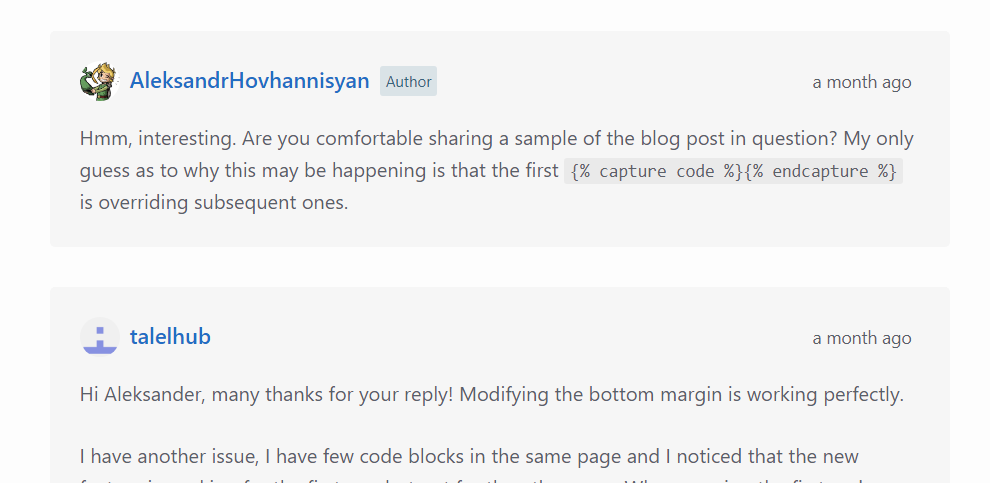 AleksandrHovhannisyan Author a month ago
Hmm, interesting. Are you comfortable sharing a sample of the blog post in question? My only
guess as to why this may be happening is that the first {% capture code %}{% endcapture %}
is overriding subsequent ones.
talelhub a month ago
Hi Aleksander, many thanks for your reply! Modifying the bottom margin is working perfectly.
I have another issue, I have few code blocks in the same page and I noticed that the new